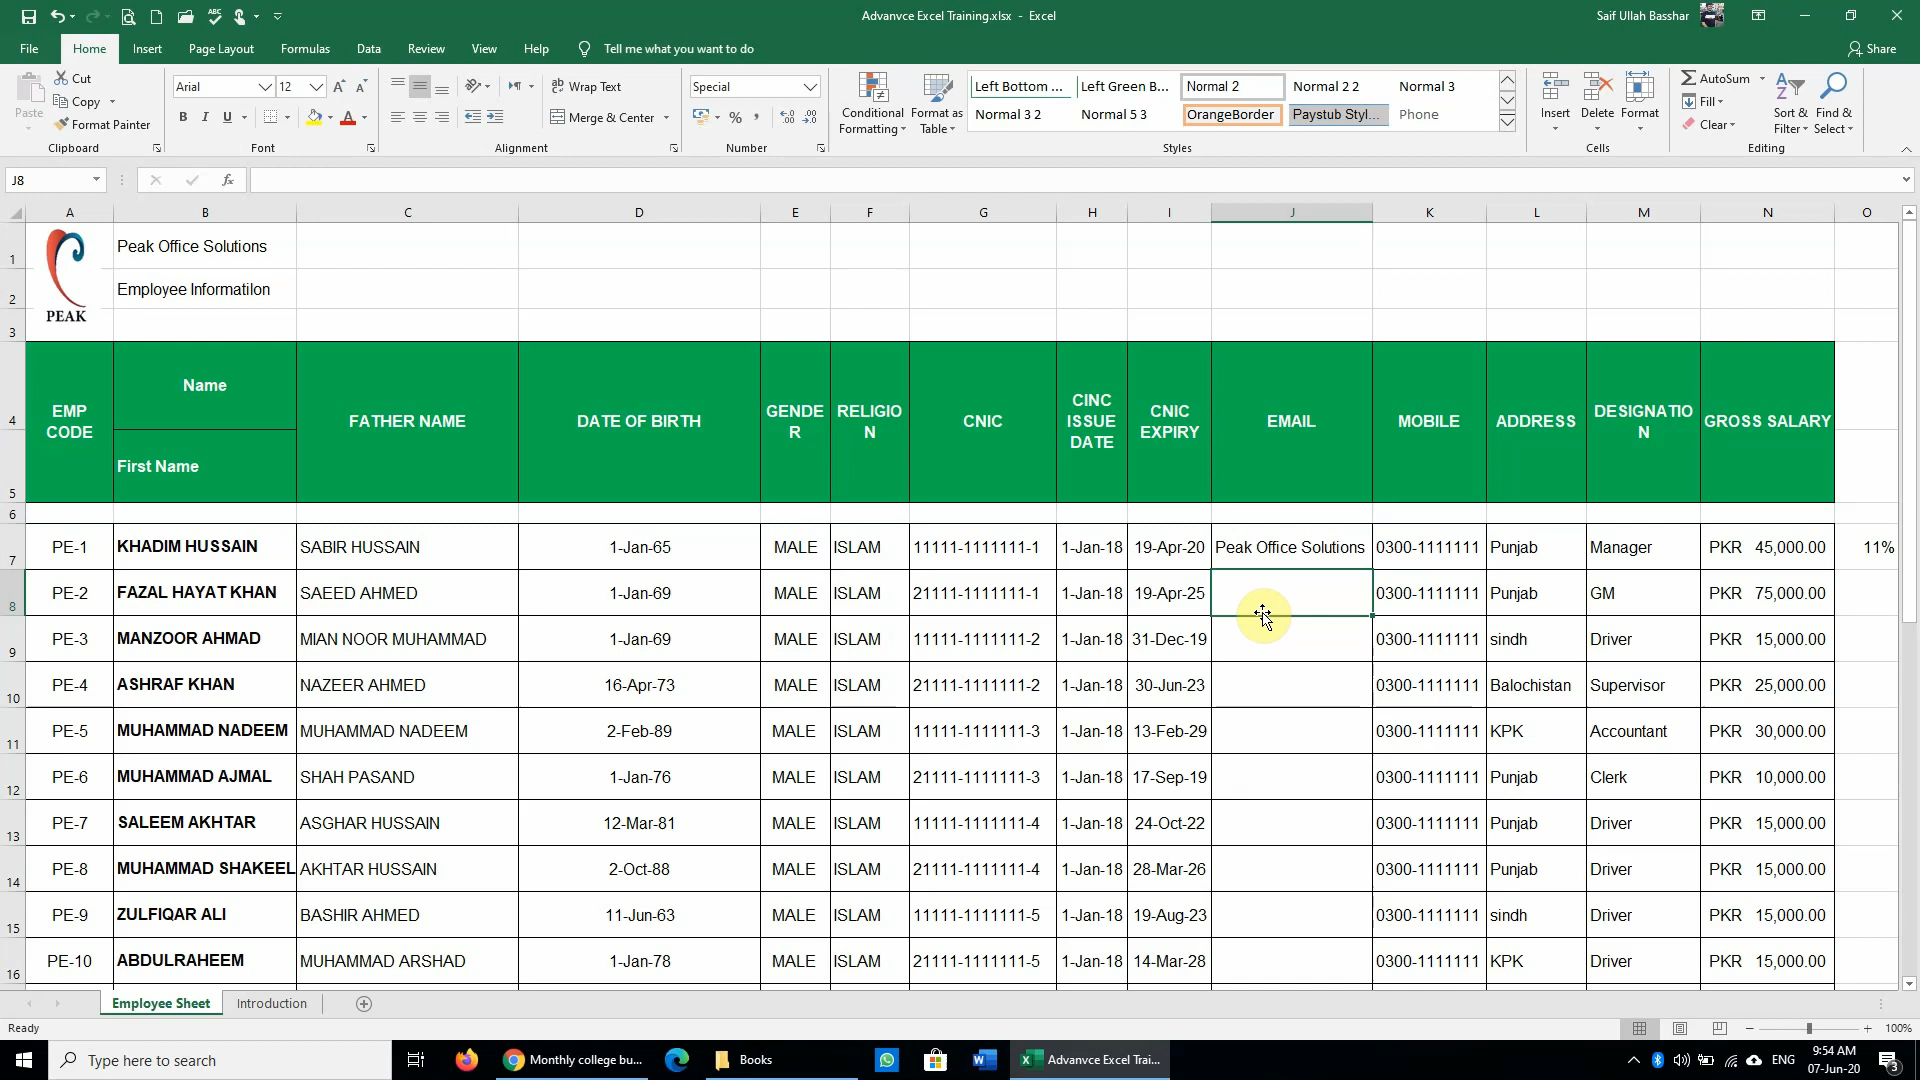 Advanvce Excel Training.xlsx - Excel
Saif Ullah Basshar
File Home Insert Page Layout Formulas Data Review View Help Tell me what you want to do Share
Paste Cut Copy Format Painter
Clipboard
Arial 12
B I U A
Font
Wrap Text
Merge & Center
Alignment
Special
% ,
Number
Conditional Formatting
Format as Table
Left Bottom ... Left Green B... Normal 2 Normal 2 2 Normal 3
Normal 3 2 Normal 5 3 OrangeBorder Paystub Styl... Phone
Styles
Insert Delete Format
Cells
AutoSum
Fill
Clear
Sort & Filter
Find & Select
Editing
J8 fx
A B C D E F G H I J K L M N O
1 Peak Office Solutions
2 Employee Informatilon
PEAK
3
4 EMP CODE Name FATHER NAME DATE OF BIRTH GENDER RELIGION CNIC CINC ISSUE DATE CNIC EXPIRY EMAIL MOBILE ADDRESS DESIGNATION GROSS SALARY
5 First Name
6
7 PE-1 KHADIM HUSSAIN SABIR HUSSAIN 1-Jan-65 MALE ISLAM 11111-1111111-1 1-Jan-18 19-Apr-20 Peak Office Solutions 0300-1111111 Punjab Manager PKR 45,000.00 11%
8 PE-2 FAZAL HAYAT KHAN SAEED AHMED 1-Jan-69 MALE ISLAM 21111-1111111-1 1-Jan-18 19-Apr-25 0300-1111111 Punjab GM PKR 75,000.00
9 PE-3 MANZOOR AHMAD MIAN NOOR MUHAMMAD 1-Jan-69 MALE ISLAM 11111-1111111-2 1-Jan-18 31-Dec-19 0300-1111111 sindh Driver PKR 15,000.00
10 PE-4 ASHRAF KHAN NAZEER AHMED 16-Apr-73 MALE ISLAM 21111-1111111-2 1-Jan-18 30-Jun-23 0300-1111111 Balochistan Supervisor PKR 25,000.00
11 PE-5 MUHAMMAD NADEEM MUHAMMAD NADEEM 2-Feb-89 MALE ISLAM 11111-1111111-3 1-Jan-18 13-Feb-29 0300-1111111 KPK Accountant PKR 30,000.00
12 PE-6 MUHAMMAD AJMAL SHAH PASAND 1-Jan-76 MALE ISLAM 21111-1111111-3 1-Jan-18 17-Sep-19 0300-1111111 Punjab Clerk PKR 10,000.00
13 PE-7 SALEEM AKHTAR ASGHAR HUSSAIN 12-Mar-81 MALE ISLAM 11111-1111111-4 1-Jan-18 24-Oct-22 0300-1111111 Punjab Driver PKR 15,000.00
14 PE-8 MUHAMMAD SHAKEEL AKHTAR HUSSAIN 2-Oct-88 MALE ISLAM 21111-1111111-4 1-Jan-18 28-Mar-26 0300-1111111 Punjab Driver PKR 15,000.00
15 PE-9 ZULFIQAR ALI BASHIR AHMED 11-Jun-63 MALE ISLAM 11111-1111111-5 1-Jan-18 19-Aug-23 0300-1111111 sindh Driver PKR 15,000.00
16 PE-10 ABDULRAHEEM MUHAMMAD ARSHAD 1-Jan-78 MALE ISLAM 21111-1111111-5 1-Jan-18 14-Mar-28 0300-1111111 KPK Driver PKR 15,000.00
Employee Sheet Introduction
Ready 100%
Type here to search Monthly college bu... Books Advanvce Excel Trai... ENG 9:54 AM
07-Jun-20 3